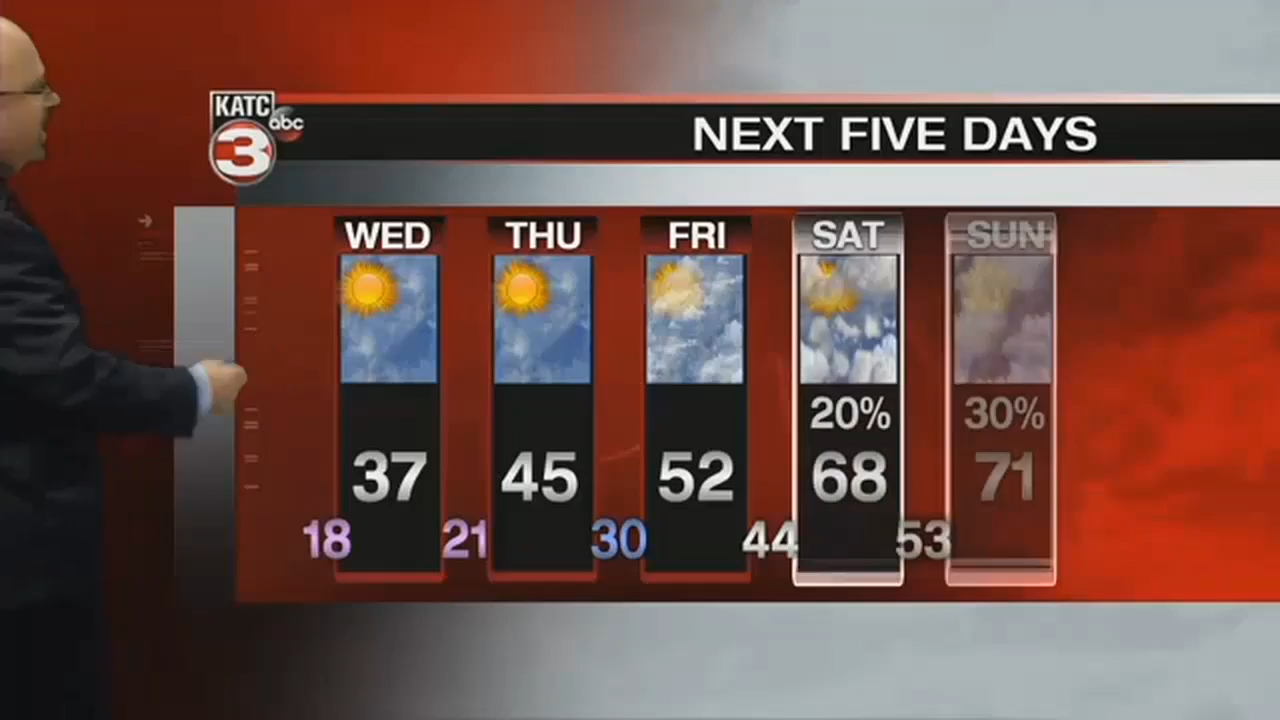 KATC
abc
3
NEXT FIVE DAYS
WED THU FRI SAT SUN
20% 30%
37 45 52 68 71
18 21 30 44 53